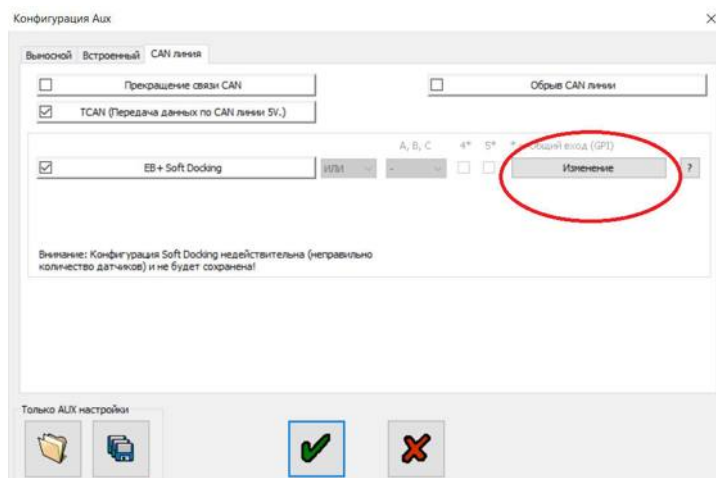 Конфигурация Aux
Выносной Встроенный CAN линия
Прекращение связи CAN
Обрыв CAN линии
TCAN (Передача данных по CAN линии 5V.)
A, B, C 4* 5* * Общий вход (GPI)
EB+ Soft Docking ИЛИ - Изменение ?
Внимание: Конфигурация Soft Docking недействительна (неправильно
количество датчиков) и не будет сохранена!
Только AUX настройки